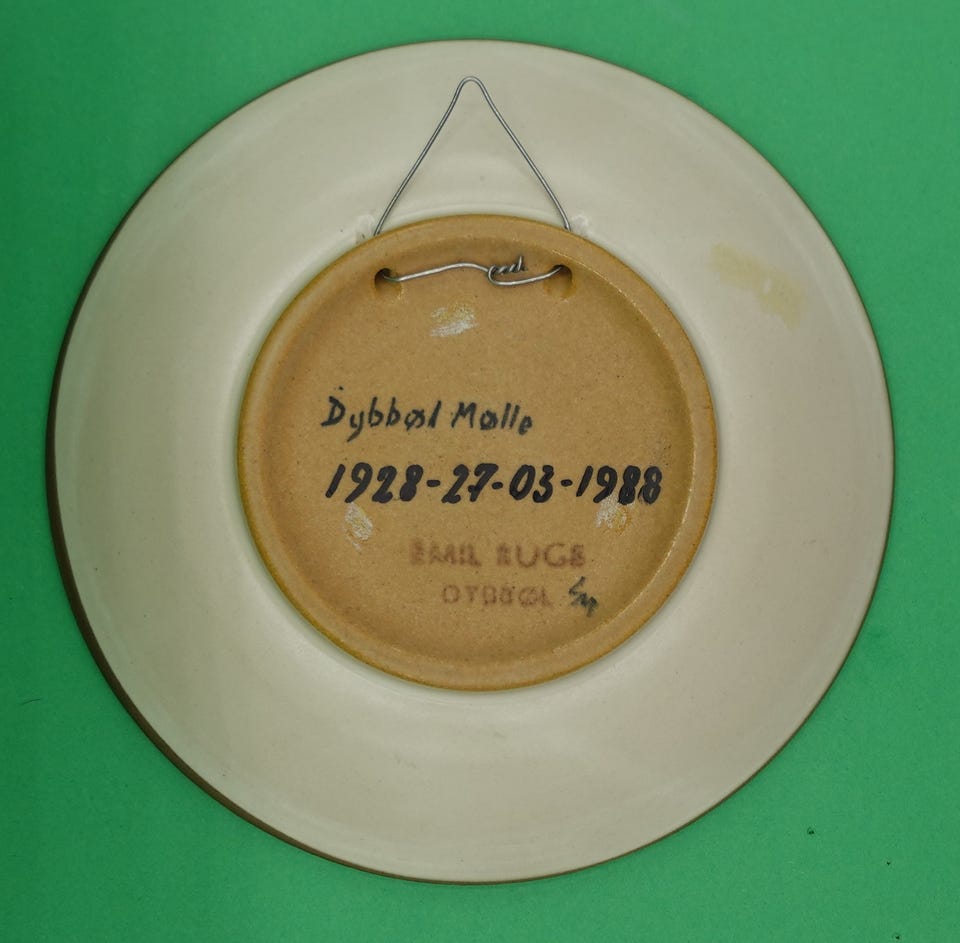 Dybbøl Mølle
1928-27-03-1988
EMIL RUGE
DYBBØL